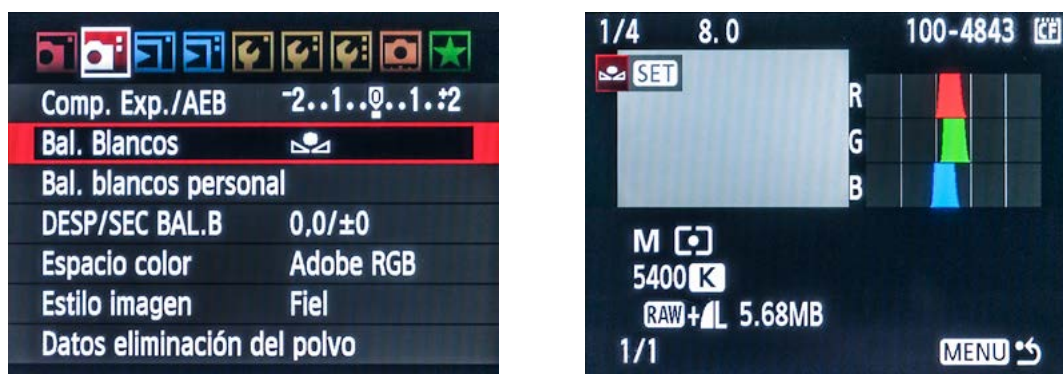 Comp. Exp./AEB -2..1..0..1.:+2
Bal. Blancos
Bal. blancos personal
DESP/SEC BAL.B 0,0/±0
Espacio color Adobe RGB
Estilo imagen Fiel
Datos eliminación del polvo
1/4 8.0 100-4843 CF
SET
R
G
B
M
5400 K
RAW+L 5.68MB
1/1 MENU